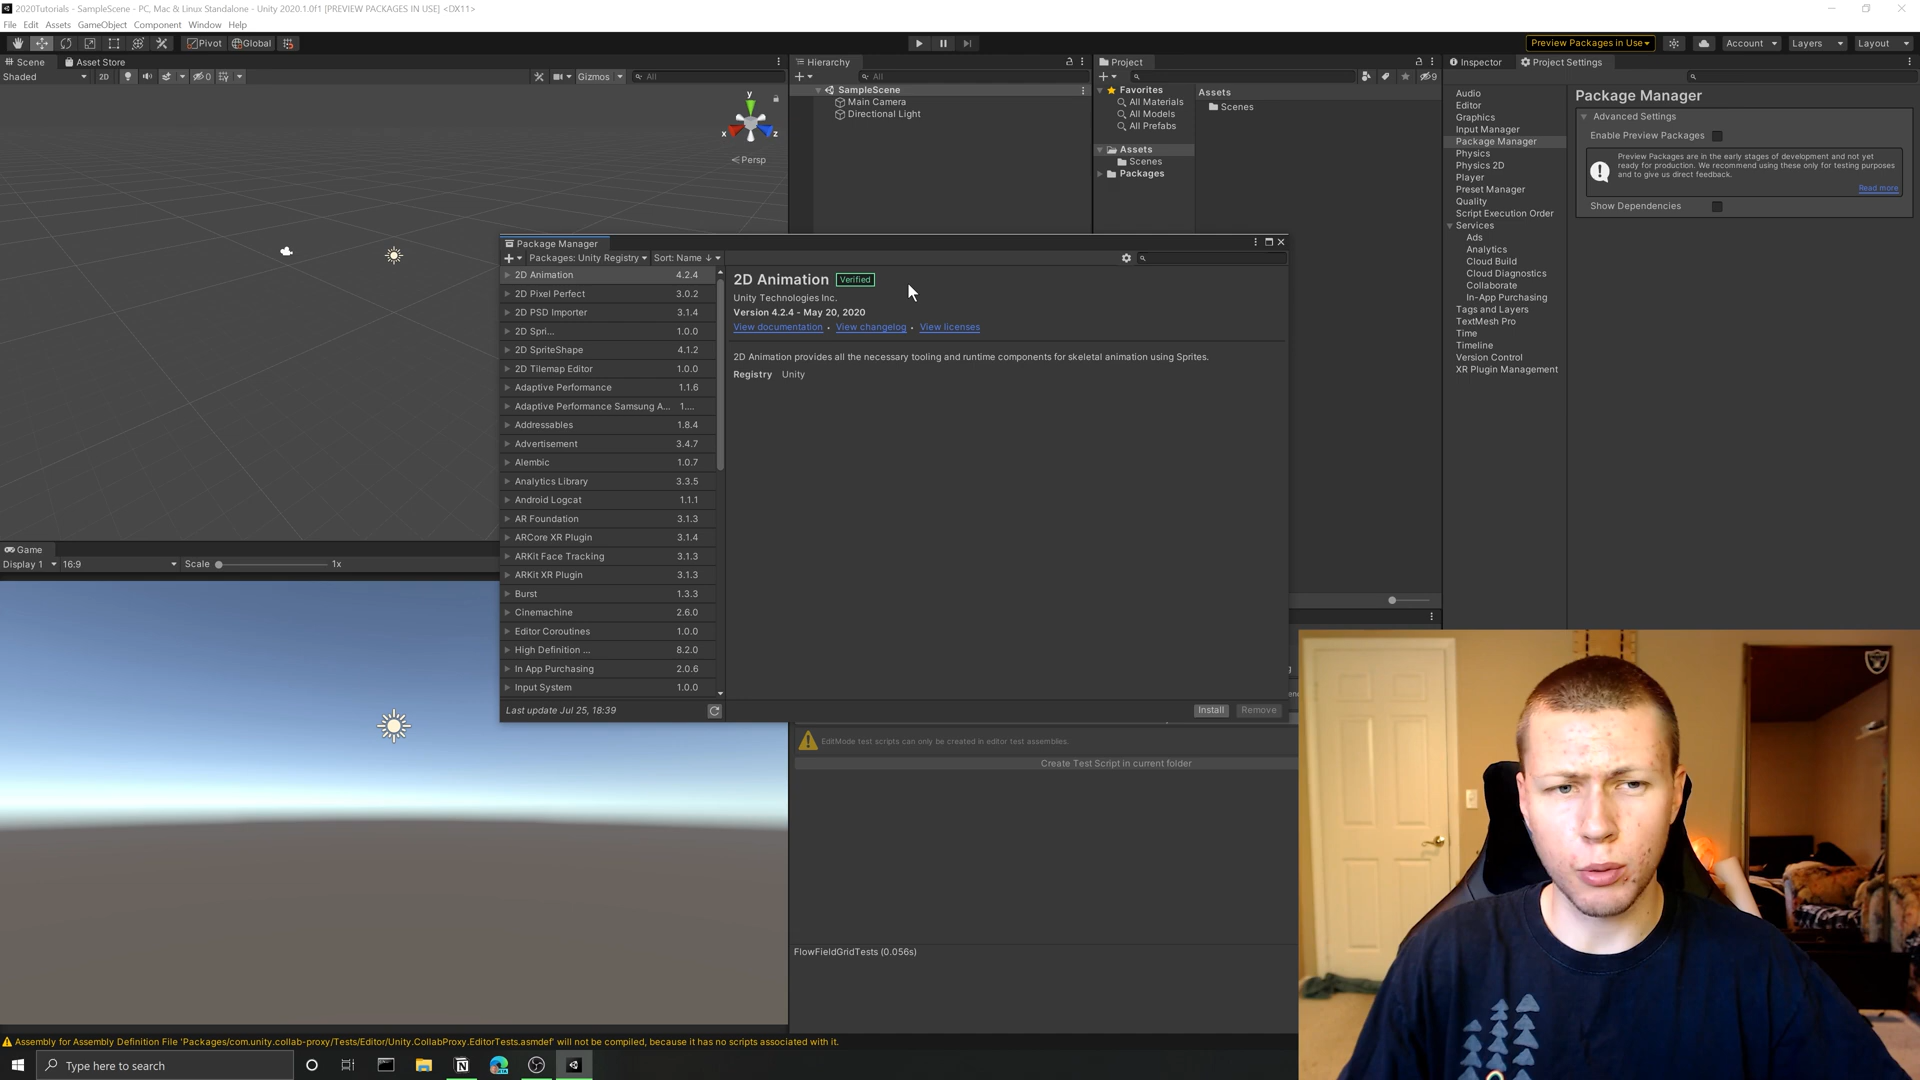 2020Tutorials - SampleScene - PC, Mac & Linux Standalone - Unity 2020.1.0f1 [PREVIEW PACKAGES IN USE] <DX11>
File Edit Assets GameObject Component Window Help
Pivot Global Preview Packages in Use Account Layers Layout
Scene Asset Store
Shaded 2D 0 Gizmos All
y
x z
Persp
Game
Display 1 16:9 Scale 1x
Hierarchy
All
SampleScene
Main Camera
Directional Light
Project
9
Favorites
All Materials
All Models
All Prefabs
Assets
Scenes
Packages
Assets
Scenes
Inspector Project Settings
Audio
Editor
Graphics
Input Manager
Package Manager
Physics
Physics 2D
Player
Preset Manager
Quality
Script Execution Order
Services
Ads
Analytics
Cloud Build
Cloud Diagnostics
Collaborate
In-App Purchasing
Tags and Layers
TextMesh Pro
Time
Timeline
Version Control
XR Plugin Management
Package Manager
Advanced Settings
Enable Preview Packages
Preview Packages are in the early stages of development and not yet
ready for production. We recommend using these only for testing purposes
and to give us direct feedback.
Read more
Show Dependencies
Package Manager
Packages: Unity Registry Sort: Name ↓
2D Animation 4.2.4
2D Pixel Perfect 3.0.2
2D PSD Importer 3.1.4
2D Spri... 1.0.0
2D SpriteShape 4.1.2
2D Tilemap Editor 1.0.0
Adaptive Performance 1.1.6
Adaptive Performance Samsung A... 1....
Addressables 1.8.4
Advertisement 3.4.7
Alembic 1.0.7
Analytics Library 3.3.5
Android Logcat 1.1.1
AR Foundation 3.1.3
ARCore XR Plugin 3.1.4
ARKit Face Tracking 3.1.3
ARKit XR Plugin 3.1.3
Burst 1.3.3
Cinemachine 2.6.0
Editor Coroutines 1.0.0
High Definition ... 8.2.0
In App Purchasing 2.0.6
Input System 1.0.0
Last update Jul 25, 18:39
2D Animation Verified
Unity Technologies Inc.
Version 4.2.4 - May 20, 2020
View documentation • View changelog • View licenses
2D Animation provides all the necessary tooling and runtime components for skeletal animation using Sprites.
Registry Unity
Install Remove
EditMode test scripts can only be created in editor test assemblies.
Create Test Script in current folder
FlowFieldGridTests (0.056s)
Assembly for Assembly Definition File 'Packages/com.unity.collab-proxy/Tests/Editor/Unity.CollabProxy.EditorTests.asmdef' will not be compiled, because it has no scripts associated with it.
Type here to search